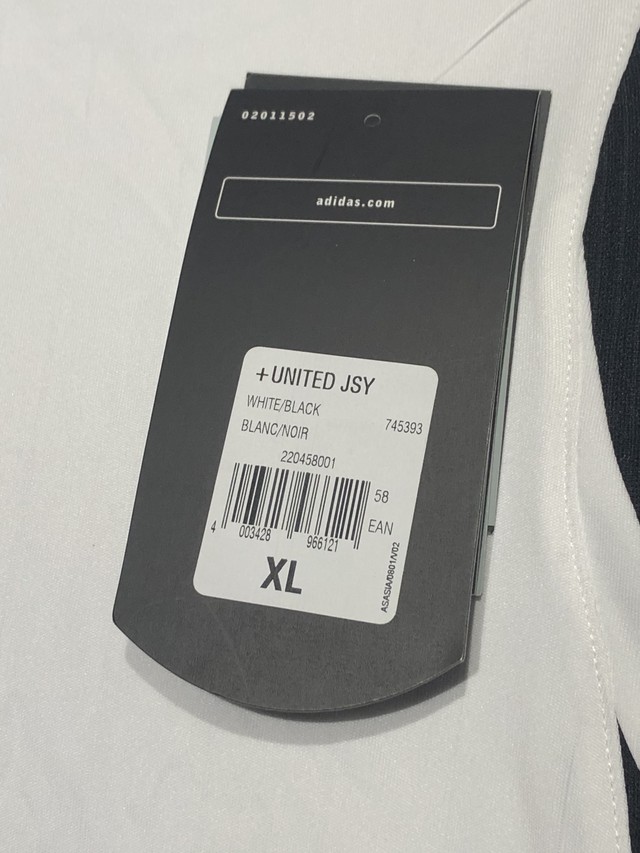 02011502
adidas.com
+UNITED JSY
WHITE/BLACK
BLANC/NOIR 745393
220458001
58
EAN
4 003428 966121
XL
ASASIA/0801/V02